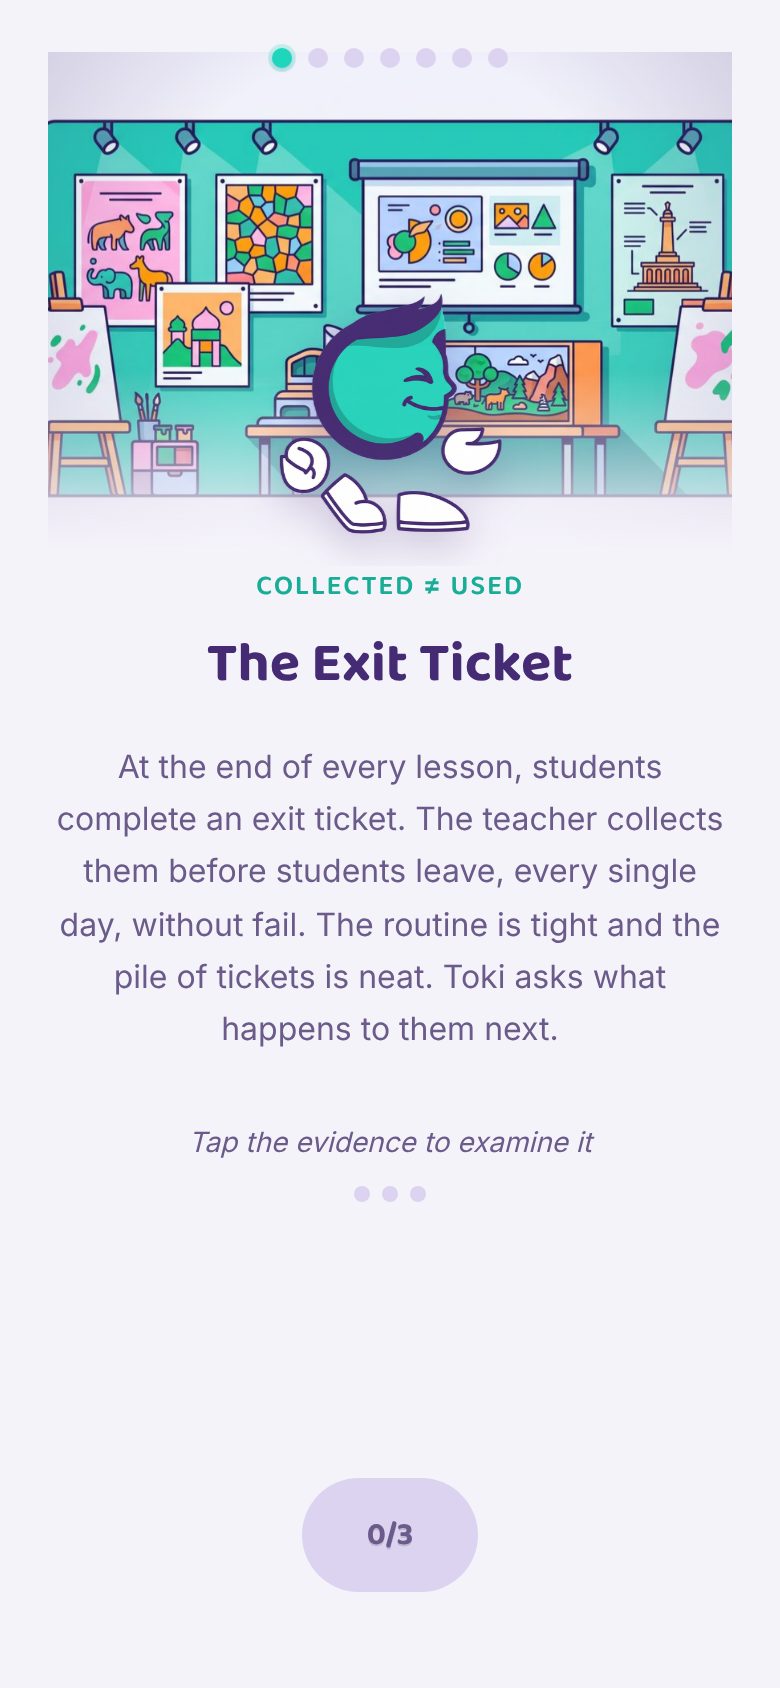 COLLECTED ≠ USED
The Exit Ticket
At the end of every lesson, students
complete an exit ticket. The teacher collects
them before students leave, every single
day, without fail. The routine is tight and the
pile of tickets is neat. Toki asks what
happens to them next.
Tap the evidence to examine it
0/3